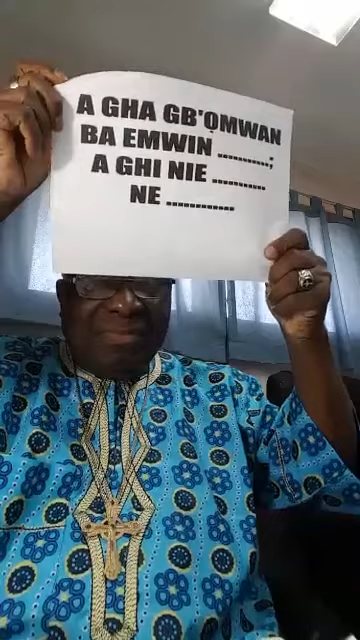 A GHA GB'ỌMWAN
BA EMWIN ...........;
A GHI NIE ...........
NE ...............